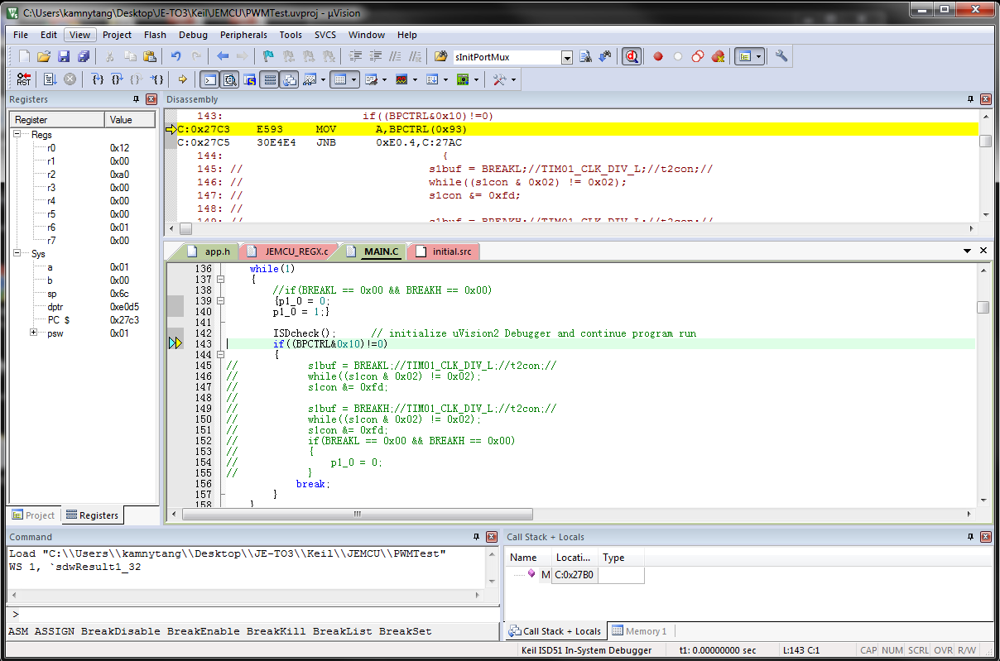 C:\Users\kamnytang\Desktop\JE-TO3\Keil\JEMCU\PWMTest.uvproj - µVision
File Edit View Project Flash Debug Peripherals Tools SVCS Window Help
sInitPortMux
RST
Registers
Register Value
Regs
r0 0x12
r1 0x00
r2 0xa0
r3 0x00
r4 0x00
r5 0x00
r6 0x01
r7 0x00
Sys
a 0x01
b 0x00
sp 0x6c
dptr 0xe0d5
PC $ 0x27c3
psw 0x01
Project Registers
Disassembly
143: if((BPCTRL&0x10)!=0)
C:0x27C3 E593 MOV A,BPCTRL(0x93)
C:0x27C5 30E4E4 JNB 0xE0.4,C:27AC
144: {
145: // s1buf = BREAKL;//TIM01_CLK_DIV_L;//t2con;//
146: // while((s1con & 0x02) != 0x02);
147: // s1con &= 0xfd;
148: //
149: // s1buf = BREAKH;//TIM01_CLK_DIV_L;//t2con;//
app.h JEMCU_REGX.c MAIN.C initial.src
136 while(1)
137 {
138 //if(BREAKL == 0x00 && BREAKH == 0x00)
139 {p1_0 = 0;
140 p1_0 = 1;}
141
142 ISDcheck(); // initialize uVision2 Debugger and continue program run
143 if((BPCTRL&0x10)!=0)
144 {
145 // s1buf = BREAKL;//TIM01_CLK_DIV_L;//t2con;//
146 // while((s1con & 0x02) != 0x02);
147 // s1con &= 0xfd;
148 //
149 // s1buf = BREAKH;//TIM01_CLK_DIV_L;//t2con;//
150 // while((s1con & 0x02) != 0x02);
151 // s1con &= 0xfd;
152 // if(BREAKL == 0x00 && BREAKH == 0x00)
153 // {
154 // p1_0 = 0;
155 // }
156 break;
157 }
158 }
Command
Load "C:\\Users\\kamnytang\\Desktop\\JE-TO3\\Keil\\JEMCU\\PWMTest"
WS 1, `sdwResult1_32
>
ASM ASSIGN BreakDisable BreakEnable BreakKill BreakList BreakSet
Call Stack + Locals
Name Locati... Type
M C:0x27B0
Call Stack + Locals Memory 1
Keil ISD51 In-System Debugger t1: 0.00000000 sec L:143 C:1 CAP NUM SCRL OVR R/W